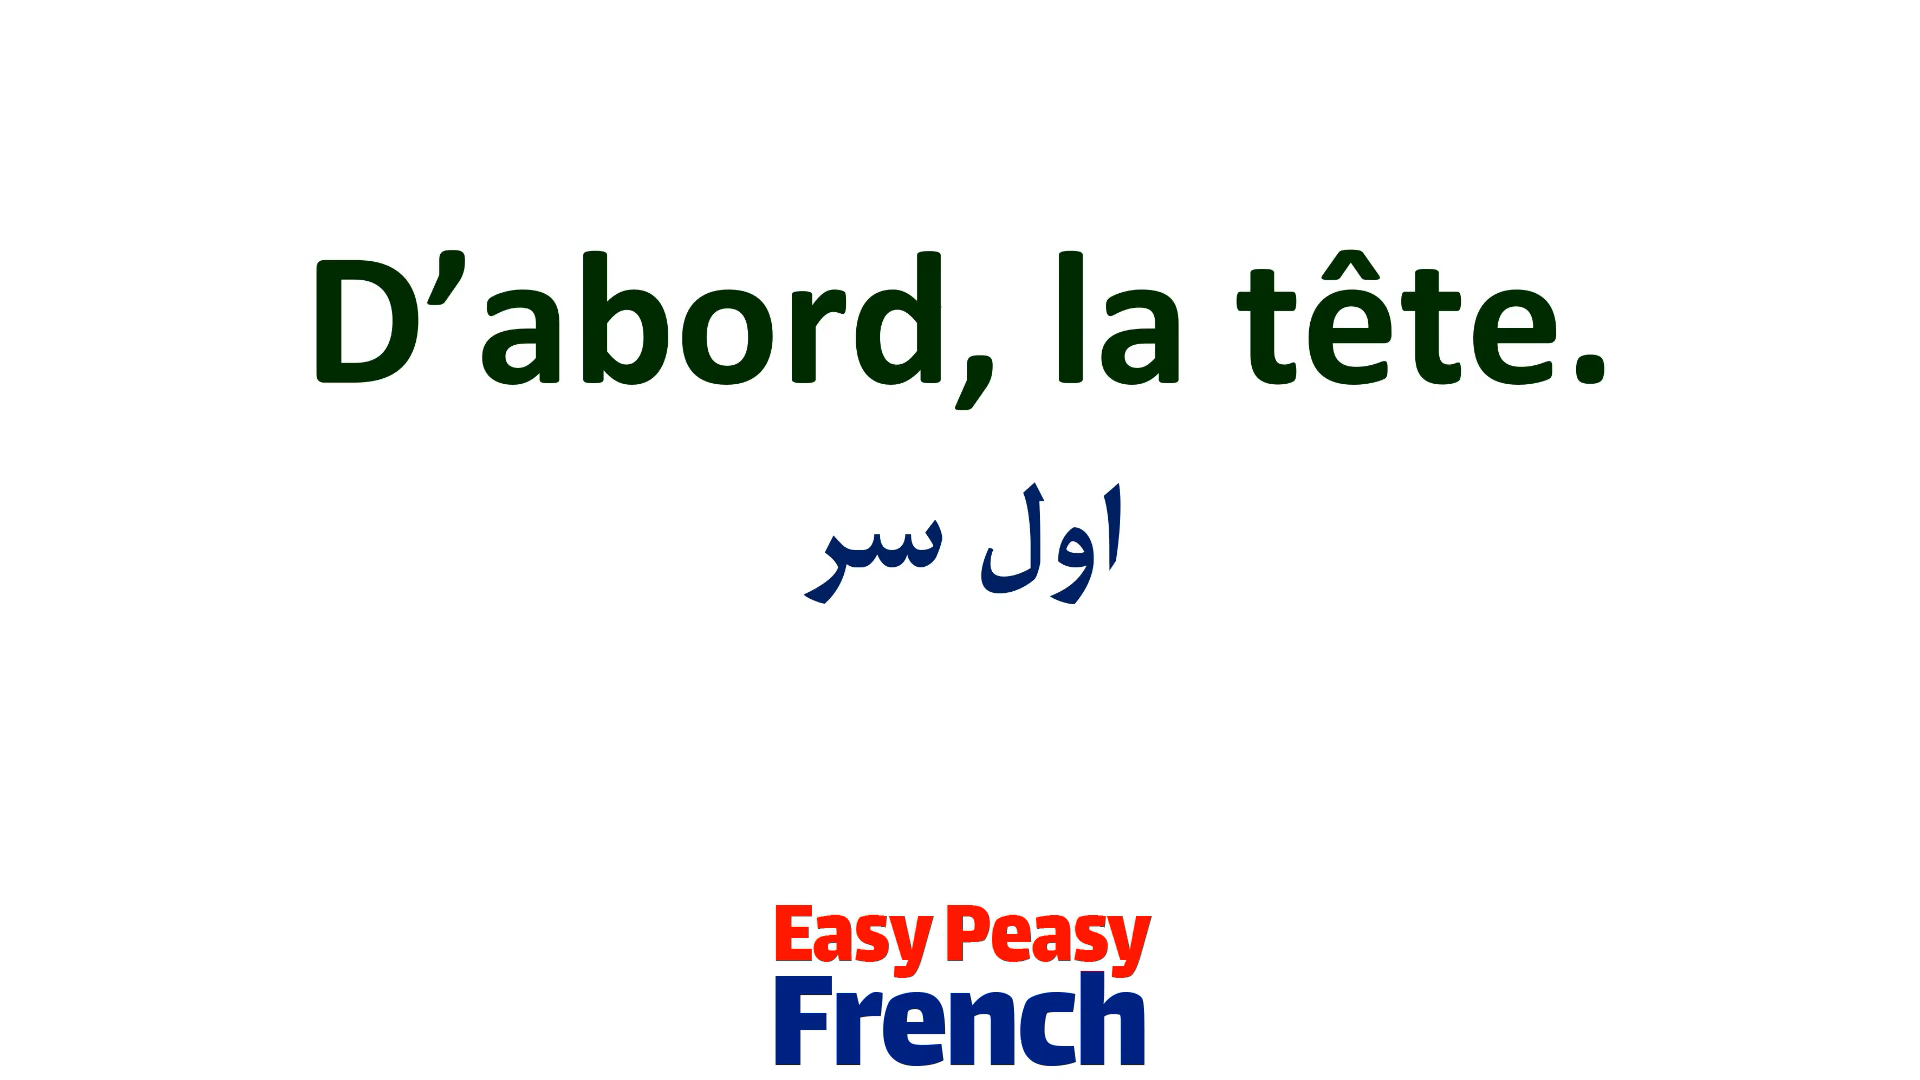 D’abord, la tête.
اول سر
Easy Peasy
French